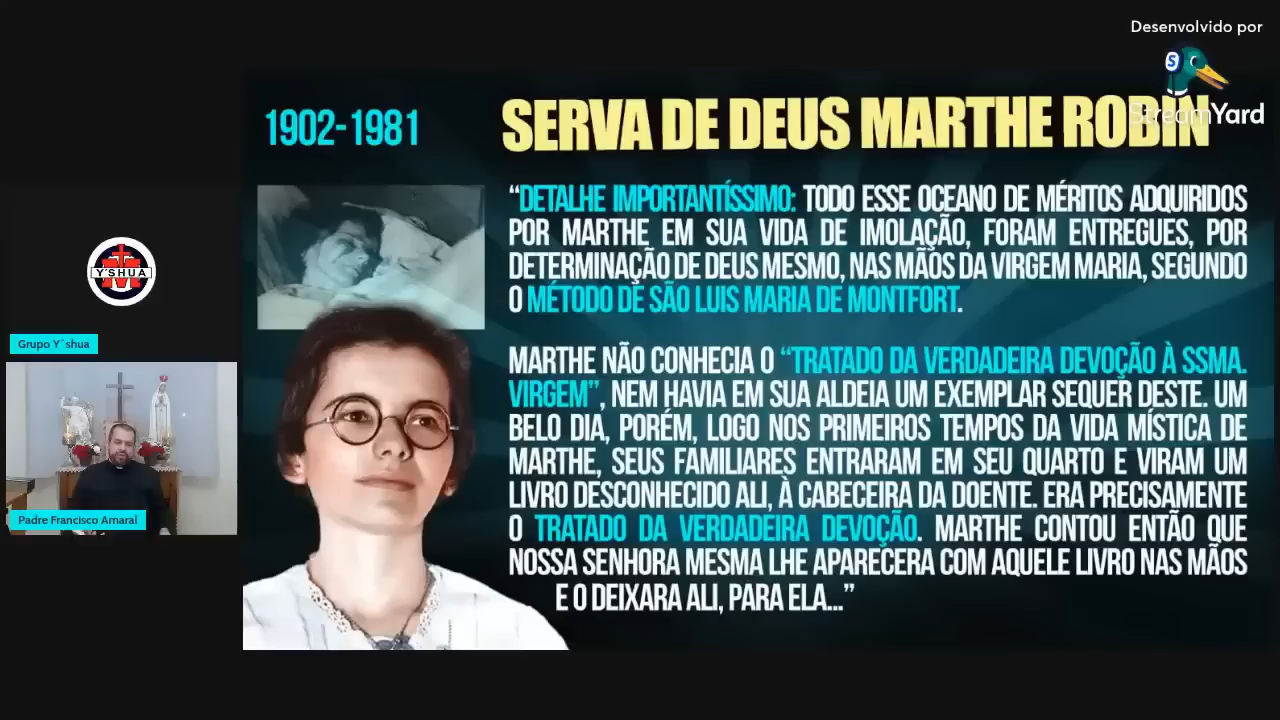 Desenvolvido por
StreamYard
1902-1981
SERVA DE DEUS MARTHE ROBIN
“DETALHE IMPORTANTÍSSIMO: TODO ESSE OCEANO DE MÉRITOS ADQUIRIDOS
POR MARTHE EM SUA VIDA DE IMOLAÇÃO, FORAM ENTREGUES, POR
DETERMINAÇÃO DE DEUS MESMO, NAS MÃOS DA VIRGEM MARIA, SEGUNDO
O MÉTODO DE SÃO LUIS MARIA DE MONTFORT.
MARTHE NÃO CONHECIA O “TRATADO DA VERDADEIRA DEVOÇÃO À SSMA.
VIRGEM”, NEM HAVIA EM SUA ALDEIA UM EXEMPLAR SEQUER DESTE. UM
BELO DIA, PORÉM, LOGO NOS PRIMEIROS TEMPOS DA VIDA MÍSTICA DE
MARTHE, SEUS FAMILIARES ENTRARAM EM SEU QUARTO E VIRAM UM
LIVRO DESCONHECIDO ALI, À CABECEIRA DA DOENTE. ERA PRECISAMENTE
O TRATADO DA VERDADEIRA DEVOÇÃO. MARTHE CONTOU ENTÃO QUE
NOSSA SENHORA MESMA LHE APARECERA COM AQUELE LIVRO NAS MÃOS
E O DEIXARA ALI, PARA ELA...”
Y'SHUA
Grupo Y´shua
Padre Francisco Amaral